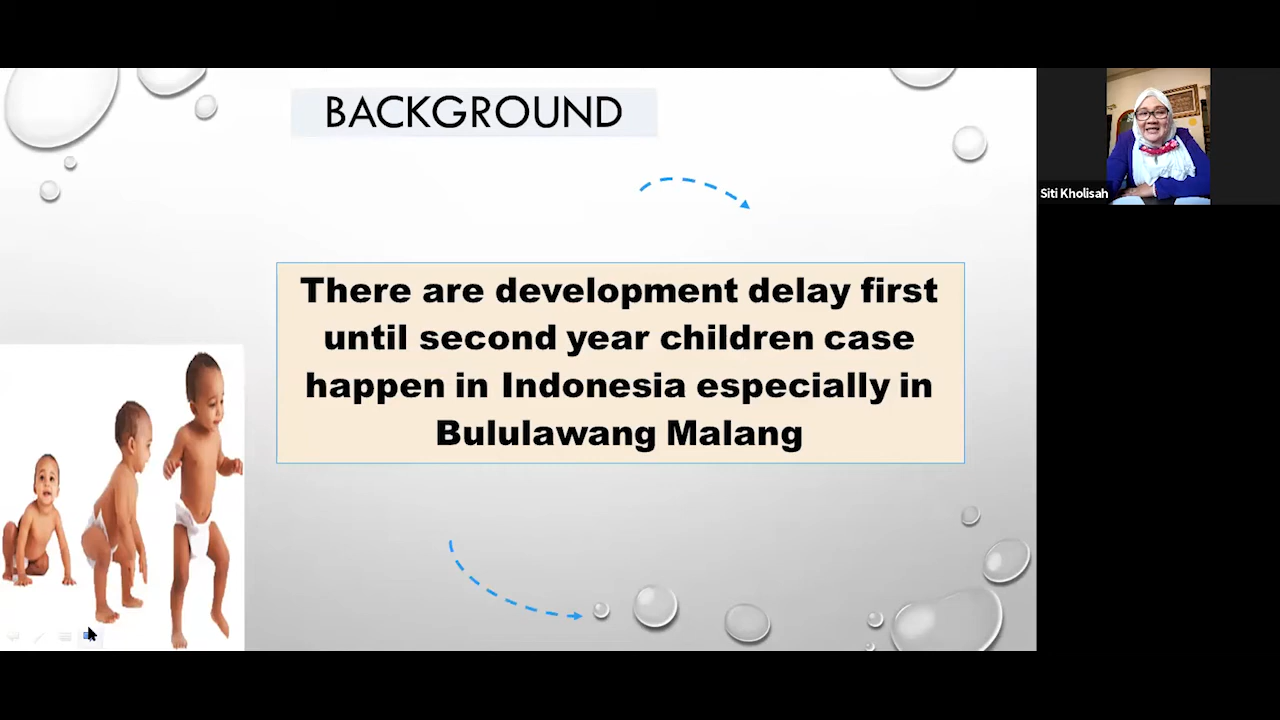 BACKGROUND
There are development delay first
until second year children case
happen in Indonesia especially in
Bululawang Malang
Siti Kholisah